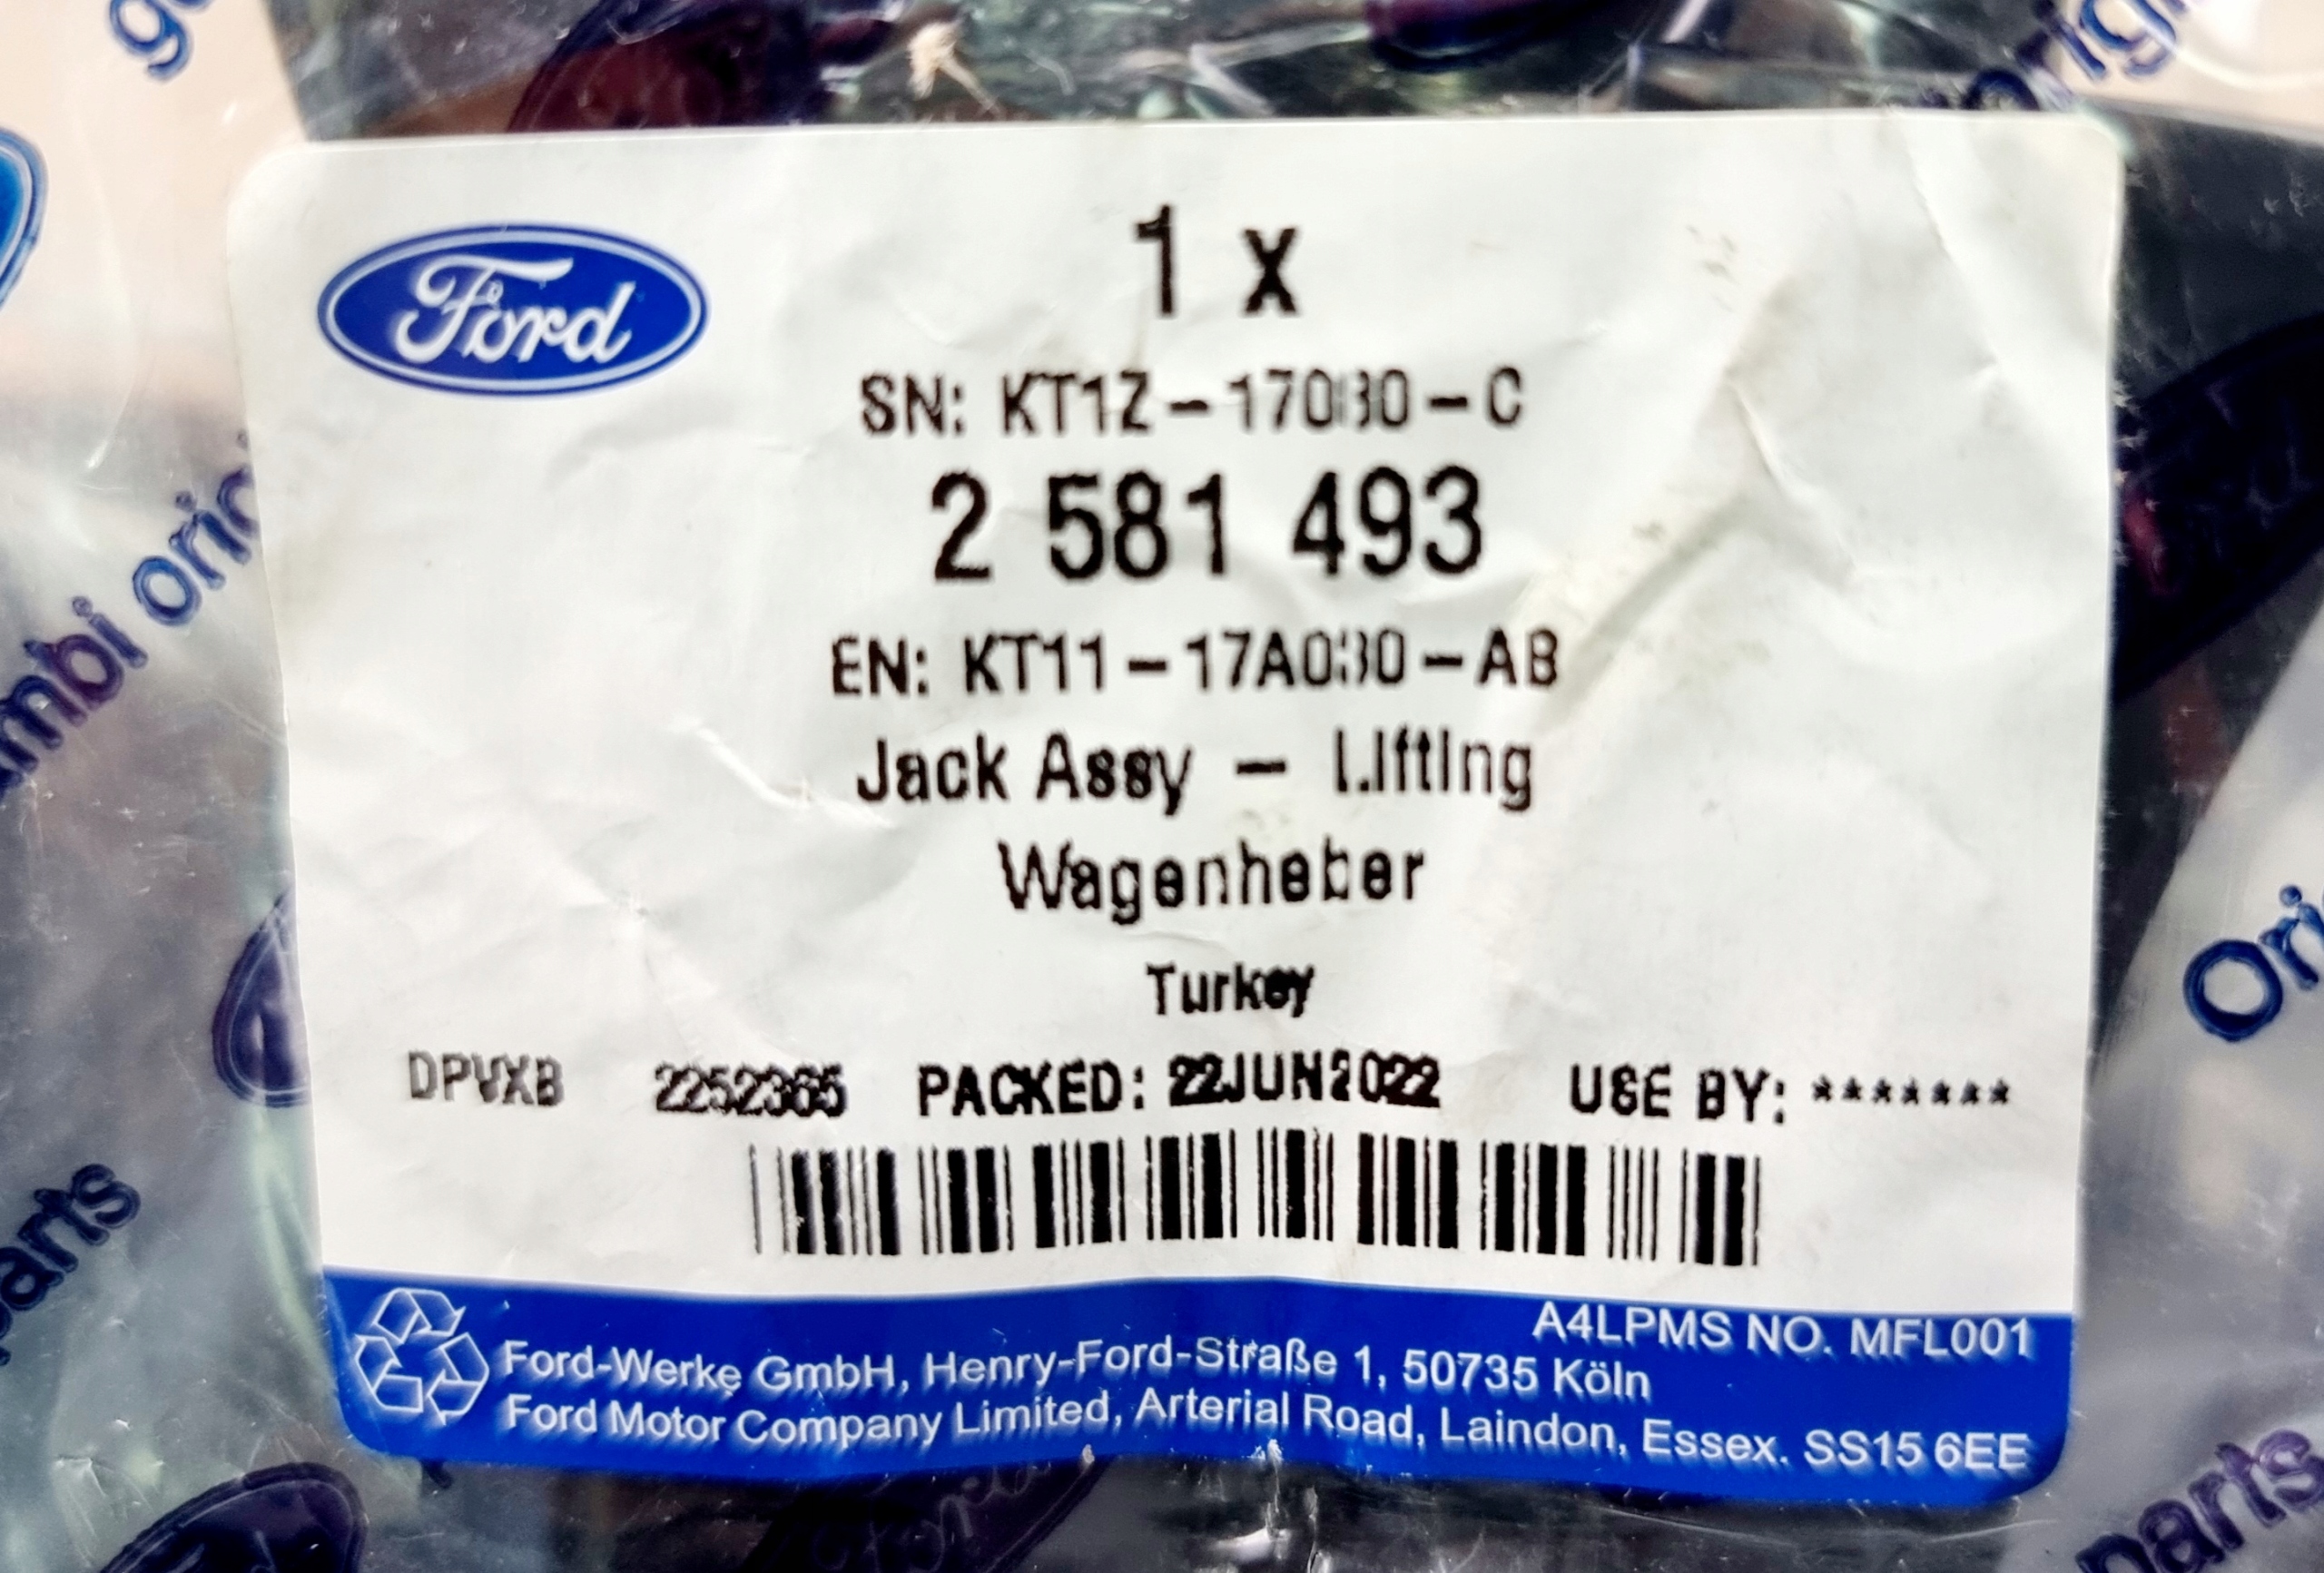 Ford
1 x
SN: KT1Z-17080-C
2 581 493
EN: KT11-17A080-AB
Jack Assy - Lifting
Wagenheber
Turkey
DPVXB 2252365 PACKED: 22JUN2022 USE BY: *******
A4LPMS NO. MFL001
Ford-Werke GmbH, Henry-Ford-Straße 1, 50735 Köln
Ford Motor Company Limited, Arterial Road, Laindon, Essex. SS15 6EE
parts
parts